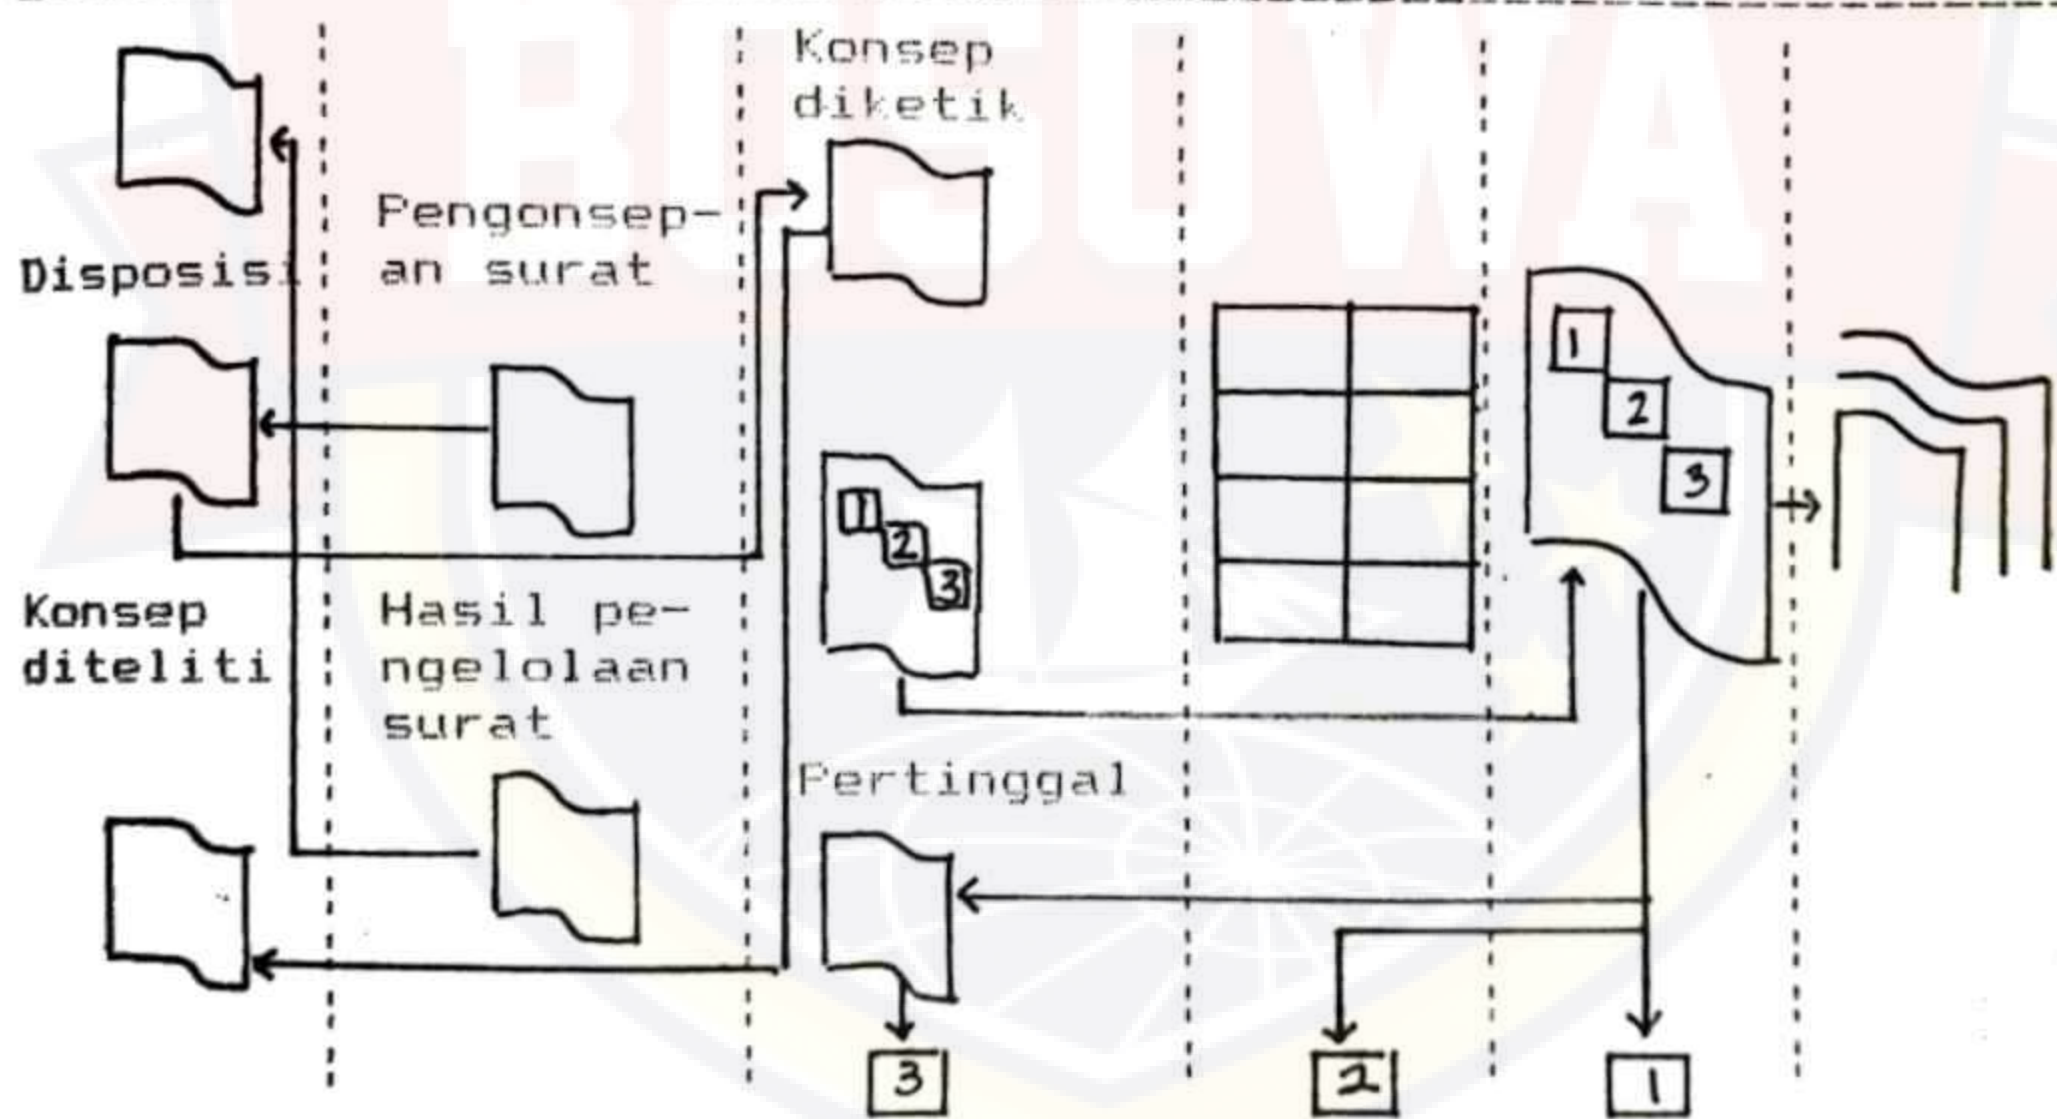 BOSOWA
Konsep
diketik
Pengonsep-
an surat
Disposisi
1
2
3
1
2
3
Konsep
diteliti
Hasil pe-
ngelolaan
surat
Pertinggal
3
2
1